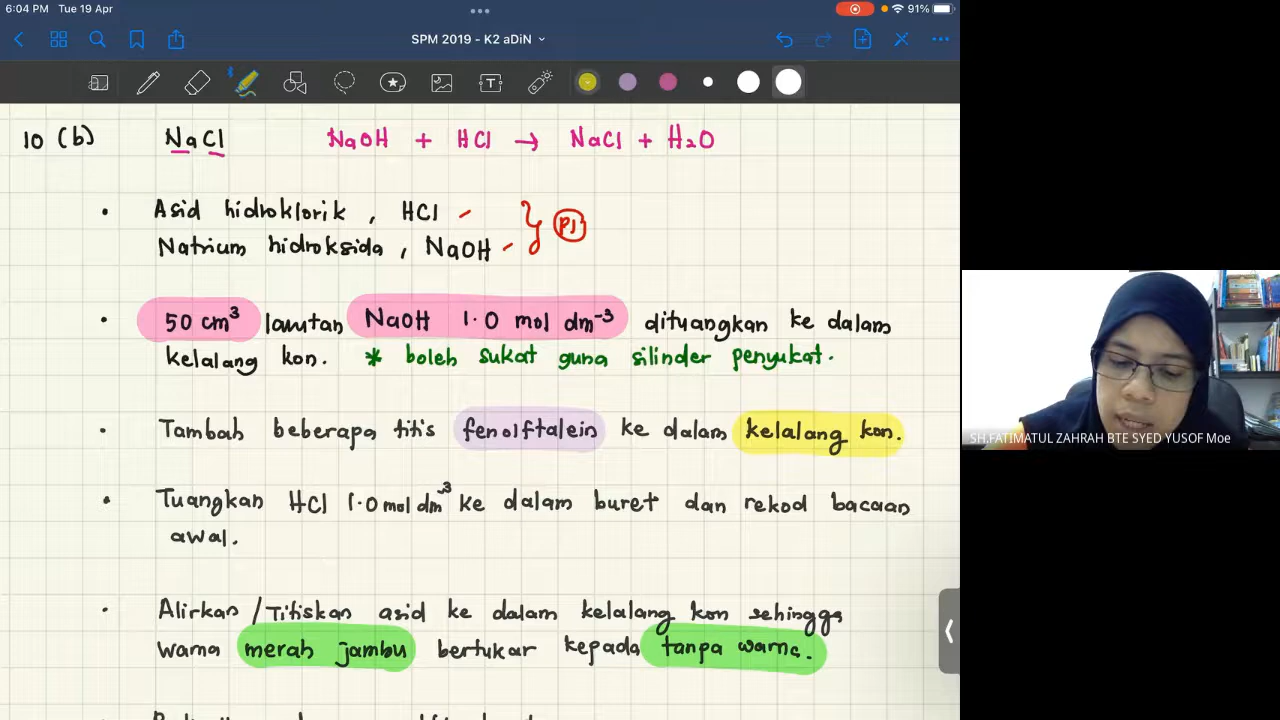 6:04 PM Tue 19 Apr
91%
SPM 2019 - K2 aDiN
T
10 (b) NaCl NaOH + HCl → NaCl + H2O
• Asid hidroklorik , HCl
Natrium hidroksida , NaOH
P1
• 50 cm³ larutan NaOH 1.0 mol dm⁻³ dituangkan ke dalam
kelalang kon. * boleh sukat guna silinder penyukat.
• Tambah beberapa titis fenolftalein ke dalam kelalang kon.
• Tuangkan HCl 1.0 mol dm⁻³ ke dalam buret dan rekod bacaan
awal.
• Alirkan /Titiskan asid ke dalam kelalang kon sehingga
warna merah jambu bertukar kepada tanpa warna.
SH.FATIMATUL ZAHRAH BTE SYED YUSOF Moe